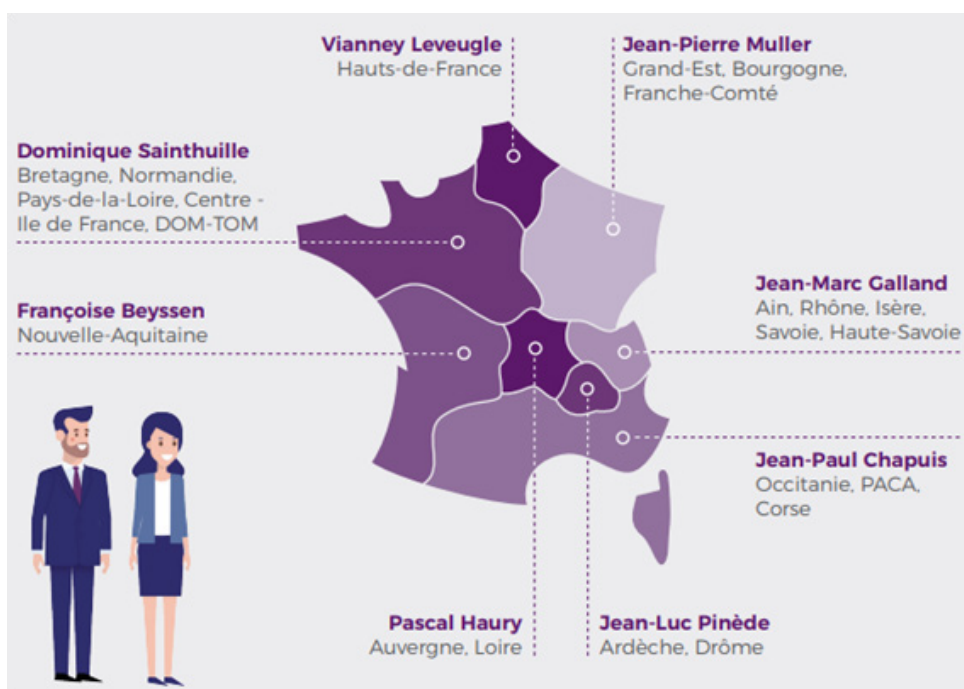 Vianney Leveugle
Hauts-de-France
Jean-Pierre Muller
Grand-Est, Bourgogne,
Franche-Comté
Dominique Sainthuille
Bretagne, Normandie,
Pays-de-la-Loire, Centre -
Ile de France, DOM-TOM
Jean-Marc Galland
Ain, Rhône, Isère,
Savoie, Haute-Savoie
Françoise Beyssen
Nouvelle-Aquitaine
Jean-Paul Chapuis
Occitanie, PACA,
Corse
Pascal Haury
Auvergne, Loire
Jean-Luc Pinède
Ardèche, Drôme